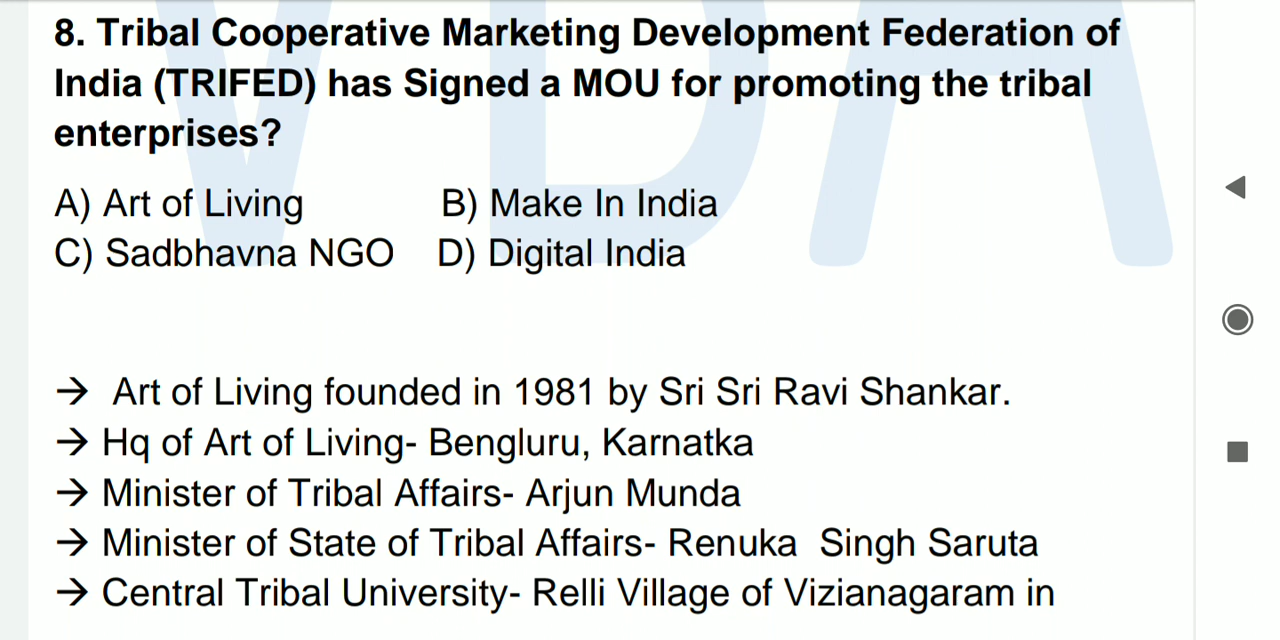 8. Tribal Cooperative Marketing Development Federation of
India (TRIFED) has Signed a MOU for promoting the tribal
enterprises?
A) Art of Living B) Make In India
C) Sadbhavna NGO D) Digital India
→ Art of Living founded in 1981 by Sri Sri Ravi Shankar.
→ Hq of Art of Living- Bengluru, Karnatka
→ Minister of Tribal Affairs- Arjun Munda
→ Minister of State of Tribal Affairs- Renuka Singh Saruta
→ Central Tribal University- Relli Village of Vizianagaram in